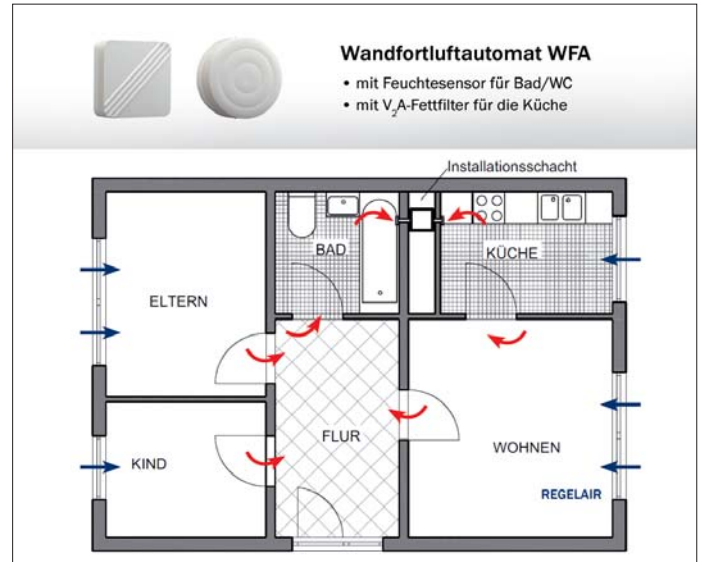 Wandfortluftautomat WFA
• mit Feuchtesensor für Bad/WC
• mit V₂A-Fettfilter für die Küche
Installationsschacht
BAD
KÜCHE
ELTERN
FLUR
WOHNEN
KIND
REGELAIR